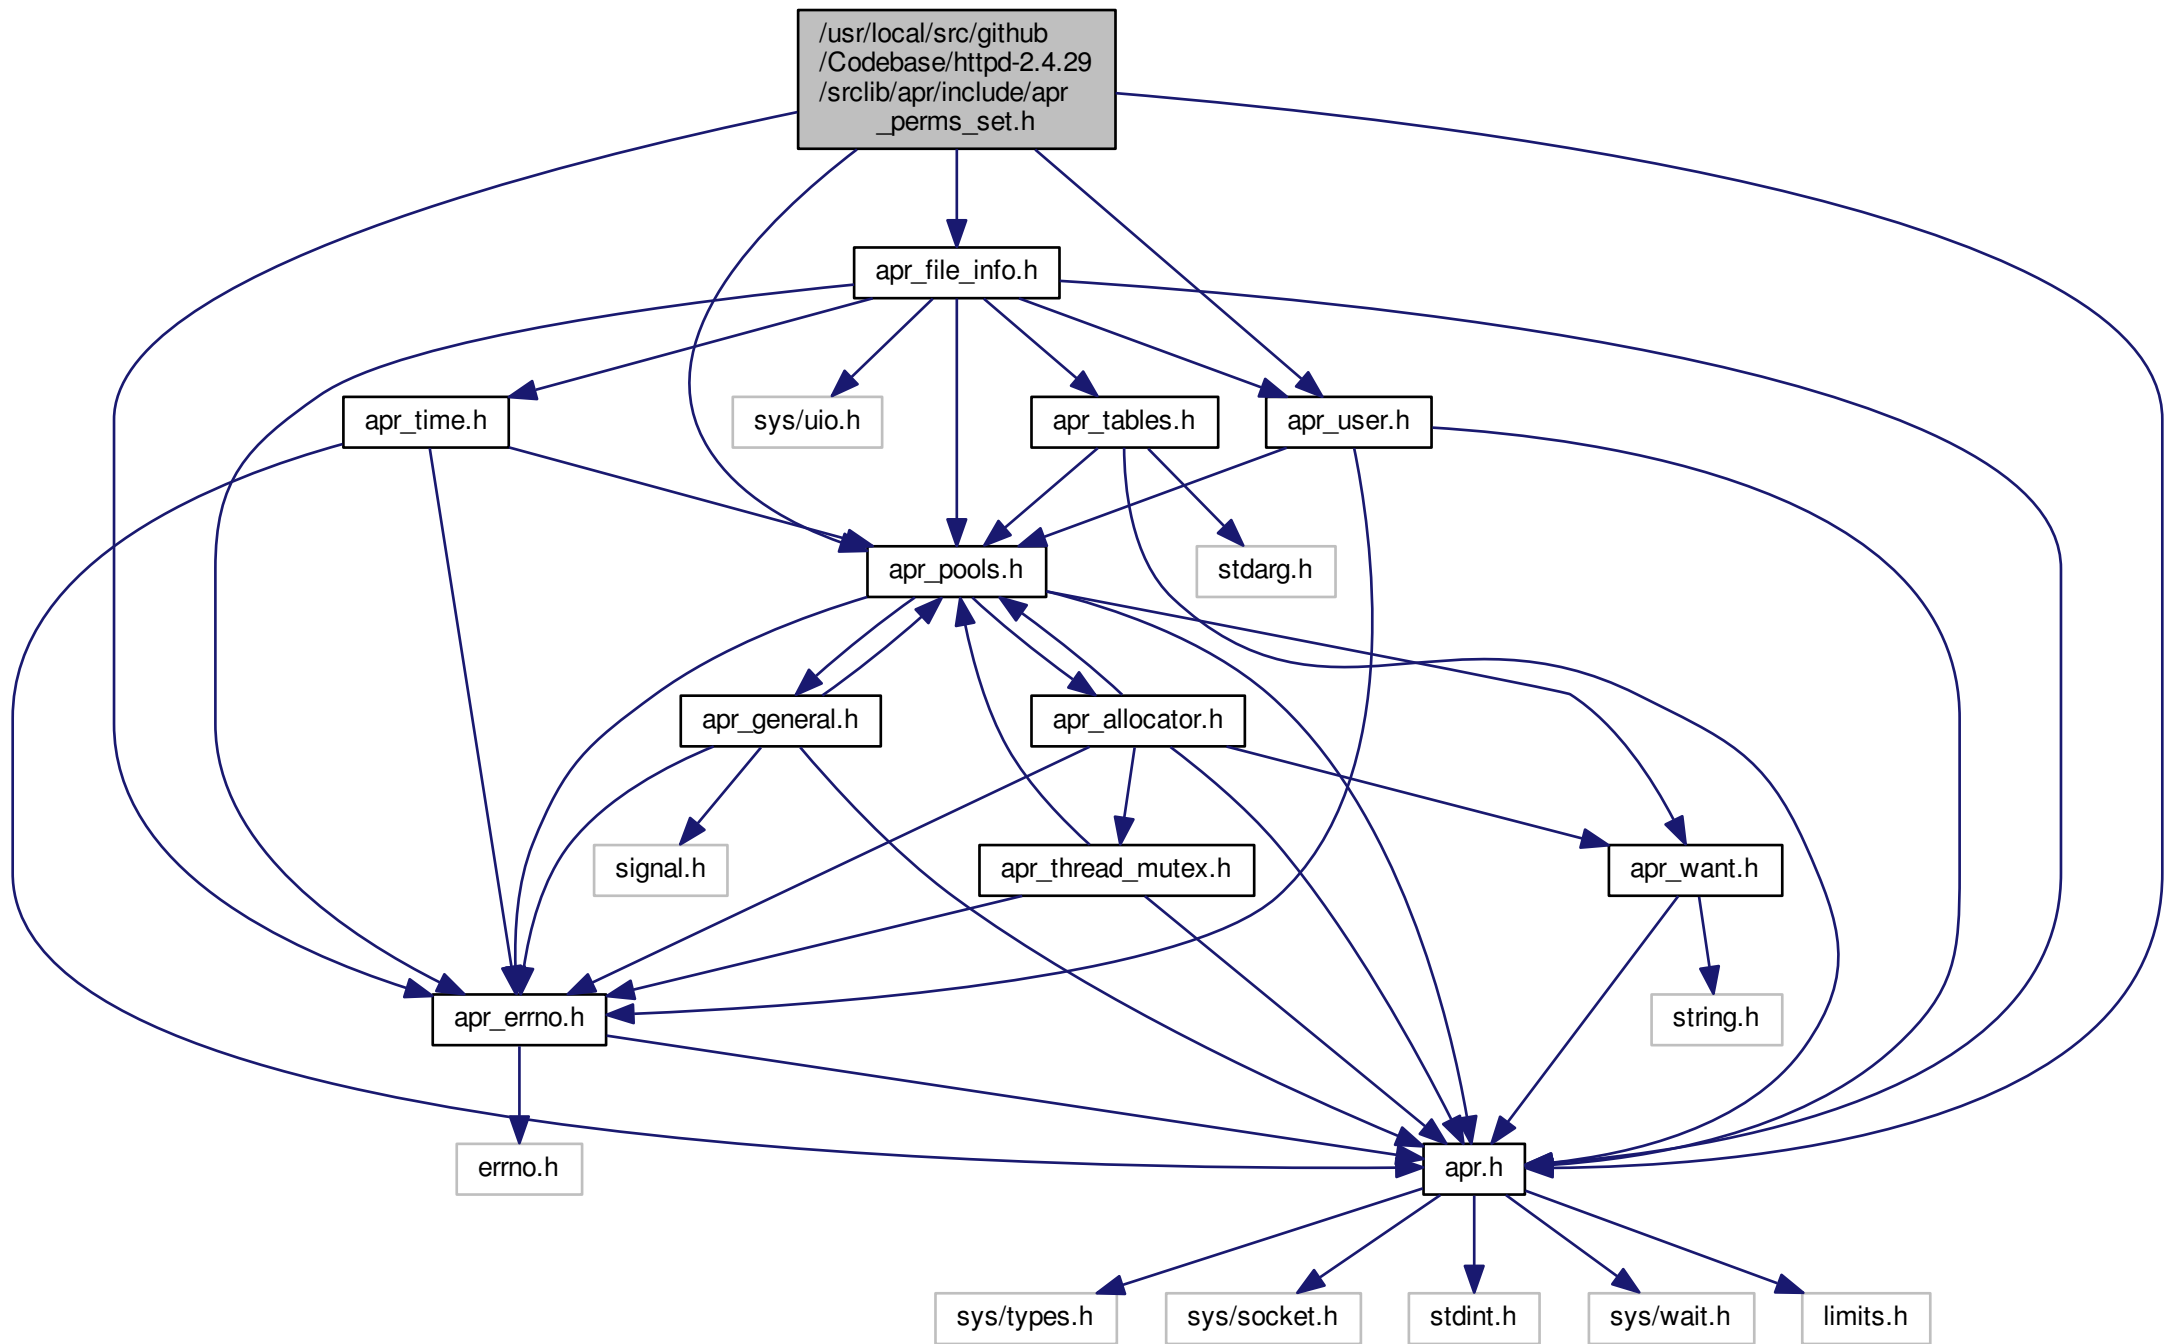 /usr/local/src/github
/Codebase/httpd-2.4.29
/srclib/apr/include/apr
_perms_set.h
apr_file_info.h
apr_time.h
sys/uio.h
apr_tables.h
apr_user.h
apr_pools.h
stdarg.h
apr_general.h
apr_allocator.h
signal.h
apr_thread_mutex.h
apr_want.h
apr_errno.h
string.h
errno.h
apr.h
sys/types.h
sys/socket.h
stdint.h
sys/wait.h
limits.h